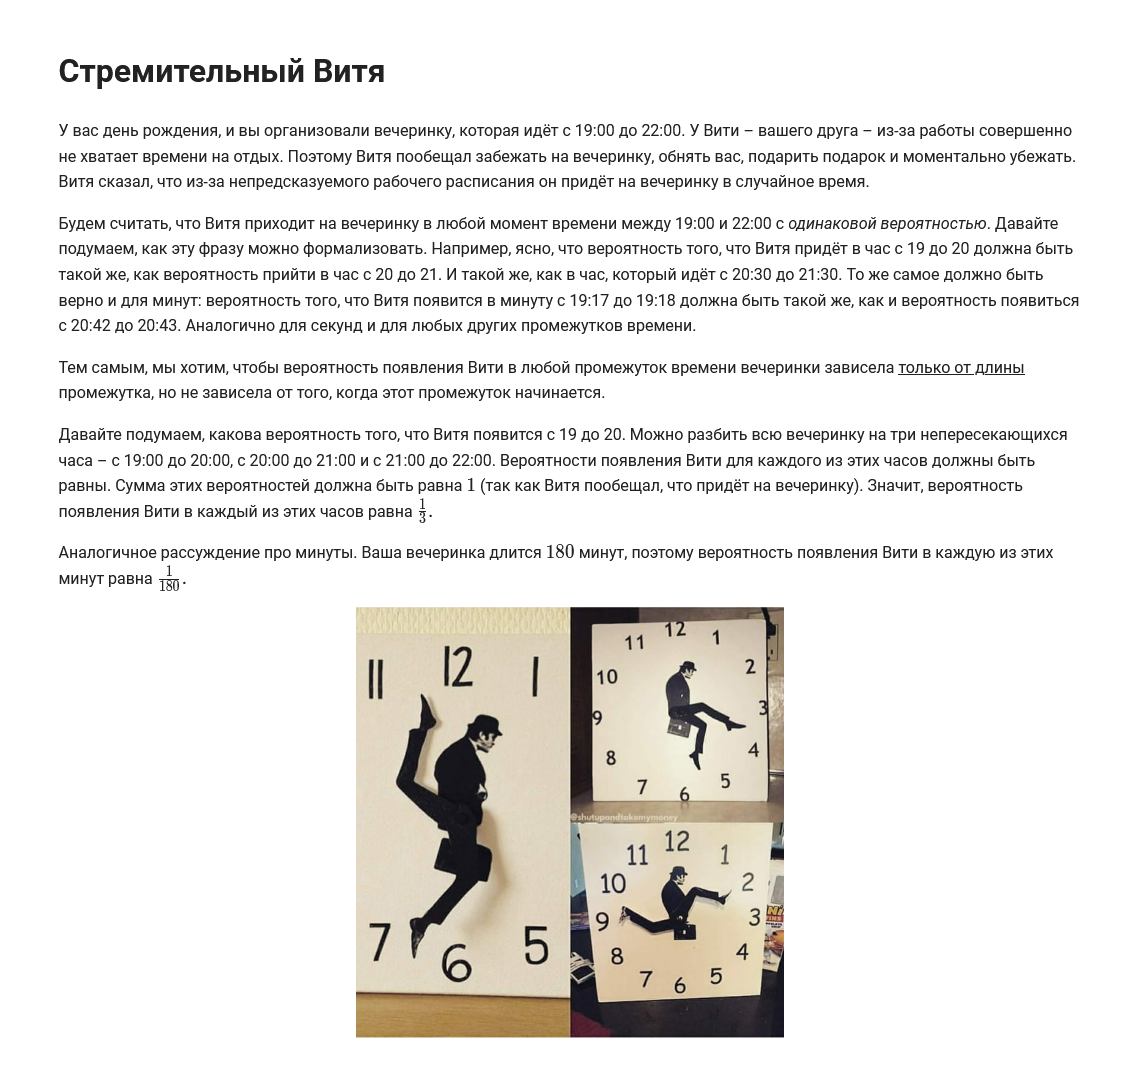 Стремительный Витя
У вас день рождения, и вы организовали вечеринку, которая идёт с 19:00 до 22:00. У Вити – вашего друга – из-за работы совершенно
не хватает времени на отдых. Поэтому Витя пообещал забежать на вечеринку, обнять вас, подарить подарок и моментально убежать.
Витя сказал, что из-за непредсказуемого рабочего расписания он придёт на вечеринку в случайное время.
Будем считать, что Витя приходит на вечеринку в любой момент времени между 19:00 и 22:00 с одинаковой вероятностью. Давайте
подумаем, как эту фразу можно формализовать. Например, ясно, что вероятность того, что Витя придёт в час с 19 до 20 должна быть
такой же, как вероятность прийти в час с 20 до 21. И такой же, как в час, который идёт с 20:30 до 21:30. То же самое должно быть
верно и для минут: вероятность того, что Витя появится в минуту с 19:17 до 19:18 должна быть такой же, как и вероятность появиться
с 20:42 до 20:43. Аналогично для секунд и для любых других промежутков времени.
Тем самым, мы хотим, чтобы вероятность появления Вити в любой промежуток времени вечеринки зависела только от длины
промежутка, но не зависела от того, когда этот промежуток начинается.
Давайте подумаем, какова вероятность того, что Витя появится с 19 до 20. Можно разбить всю вечеринку на три непересекающихся
часа – с 19:00 до 20:00, с 20:00 до 21:00 и с 21:00 до 22:00. Вероятности появления Вити для каждого из этих часов должны быть
равны. Сумма этих вероятностей должна быть равна 1 (так как Витя пообещал, что придёт на вечеринку). Значит, вероятность
появления Вити в каждый из этих часов равна 1/3.
Аналогичное рассуждение про минуты. Ваша вечеринка длится 180 минут, поэтому вероятность появления Вити в каждую из этих
минут равна 1/180.
11 12 1
7 6 5
12
11 1
10 2
9 3
8 4
7 5
6
@shutupandtakemymoney
12
11 1
10 2
9 3
8 4
7 6 5